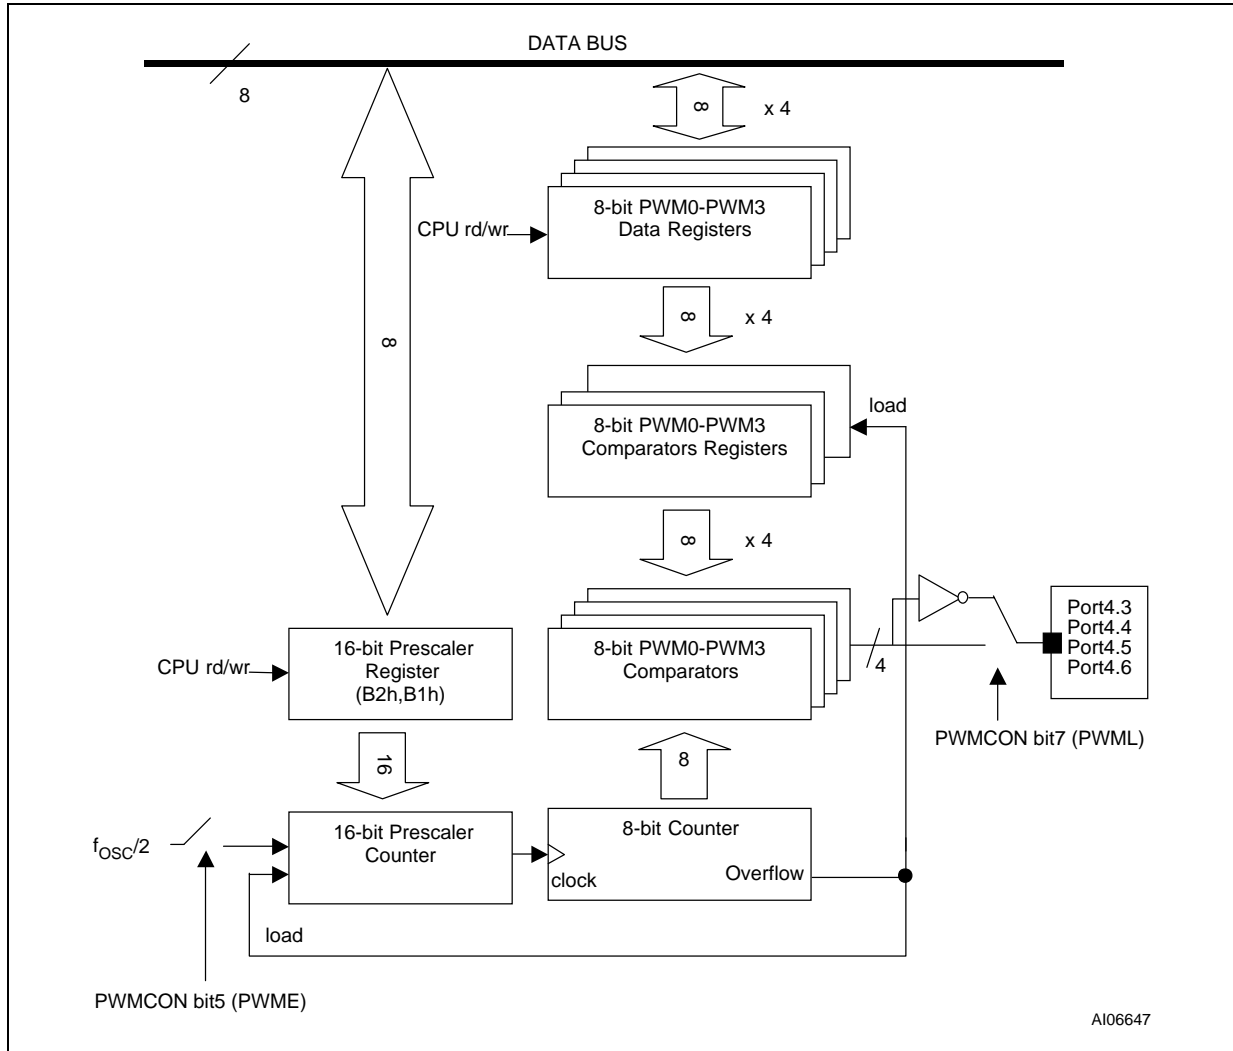 DATA BUS
8
8
x 4
8-bit PWM0-PWM3
Data Registers
CPU rd/wr
8
x 4
8
load
8-bit PWM0-PWM3
Comparators Registers
8
x 4
Port4.3
Port4.4
Port4.5
Port4.6
16-bit Prescaler
Register
(B2h,B1h)
CPU rd/wr
8-bit PWM0-PWM3
Comparators
4
PWMCON bit7 (PWML)
16
8
fOSC/2
16-bit Prescaler
Counter
8-bit Counter
clock
Overflow
load
PWMCON bit5 (PWME)
AI06647